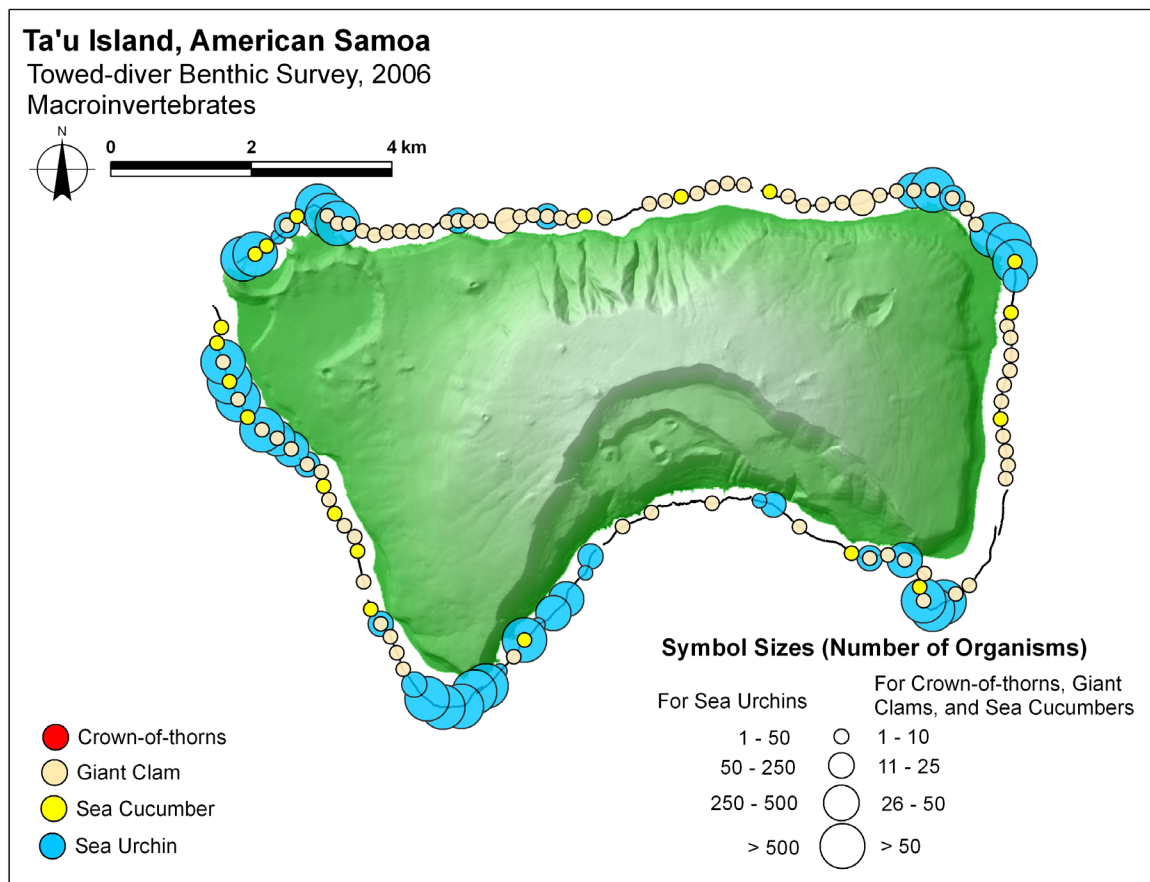 Ta'u Island, American Samoa
Towed-diver Benthic Survey, 2006
Macroinvertebrates
N
0 2 4 km
Symbol Sizes (Number of Organisms)
For Sea Urchins
For Crown-of-thorns, Giant
Clams, and Sea Cucumbers
1 - 50 1 - 10
50 - 250 11 - 25
250 - 500 26 - 50
> 500 > 50
Crown-of-thorns
Giant Clam
Sea Cucumber
Sea Urchin